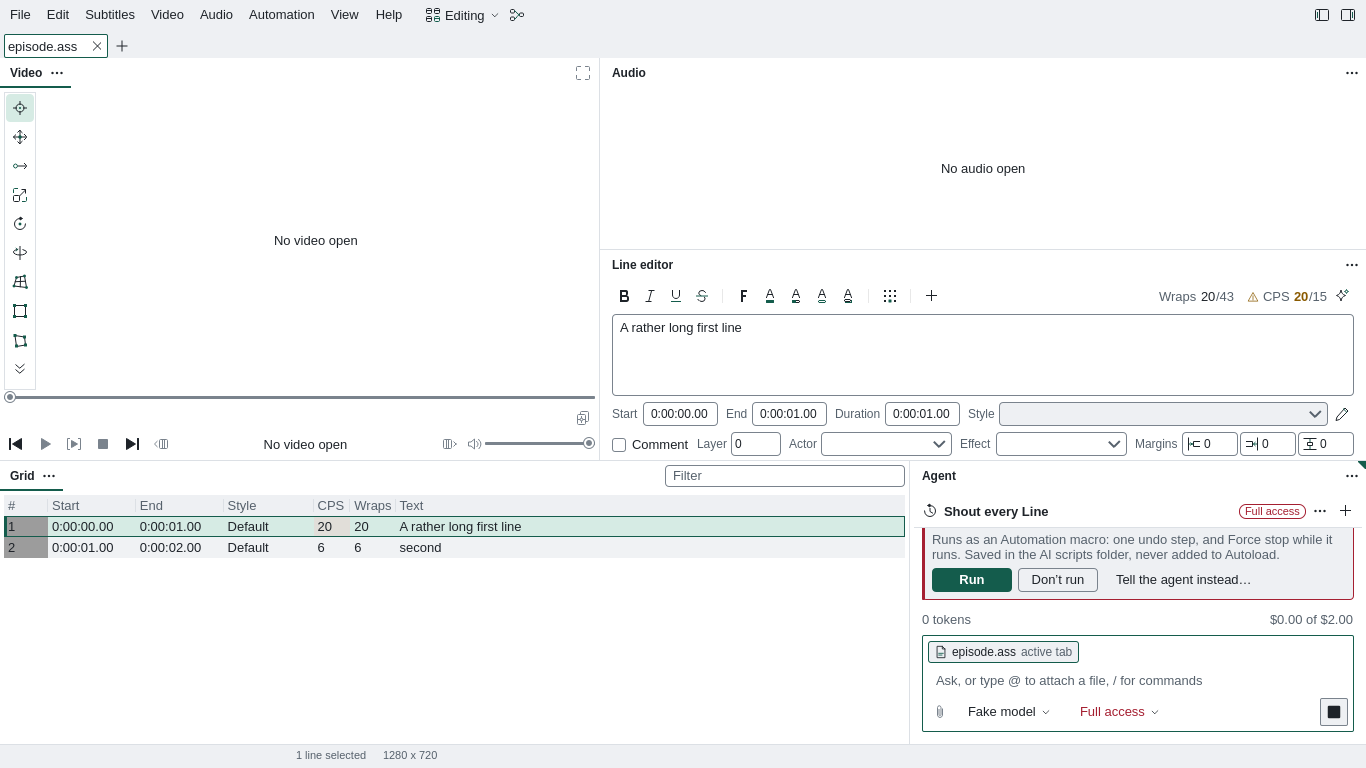 File Edit Subtitles Video Audio Automation View Help Editing
episode.ass
Video
No video open
No video open
Audio
No audio open
Line editor
B I U S F A A A A Wraps 20/43 CPS 20/15
A rather long first line
Start 0:00:00.00 End 0:00:01.00 Duration 0:00:01.00 Style
Comment Layer 0 Actor Effect Margins 0 0 0
Grid Filter
# Start End Style CPS Wraps Text
1 0:00:00.00 0:00:01.00 Default 20 20 A rather long first line
2 0:00:01.00 0:00:02.00 Default 6 6 second
Agent
Shout every Line Full access
Runs as an Automation macro: one undo step, and Force stop while it
runs. Saved in the AI scripts folder, never added to Autoload.
Run Don't run Tell the agent instead…
0 tokens $0.00 of $2.00
episode.ass active tab
Ask, or type @ to attach a file, / for commands
Fake model Full access
1 line selected 1280 x 720